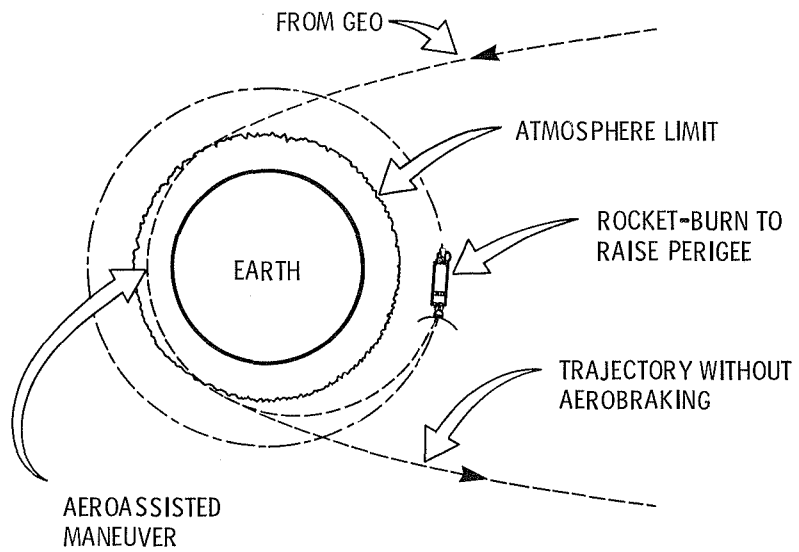 FROM GEO
ATMOSPHERE LIMIT
ROCKET-BURN TO
RAISE PERIGEE
EARTH
TRAJECTORY WITHOUT
AEROBRAKING
AEROASSISTED
MANEUVER